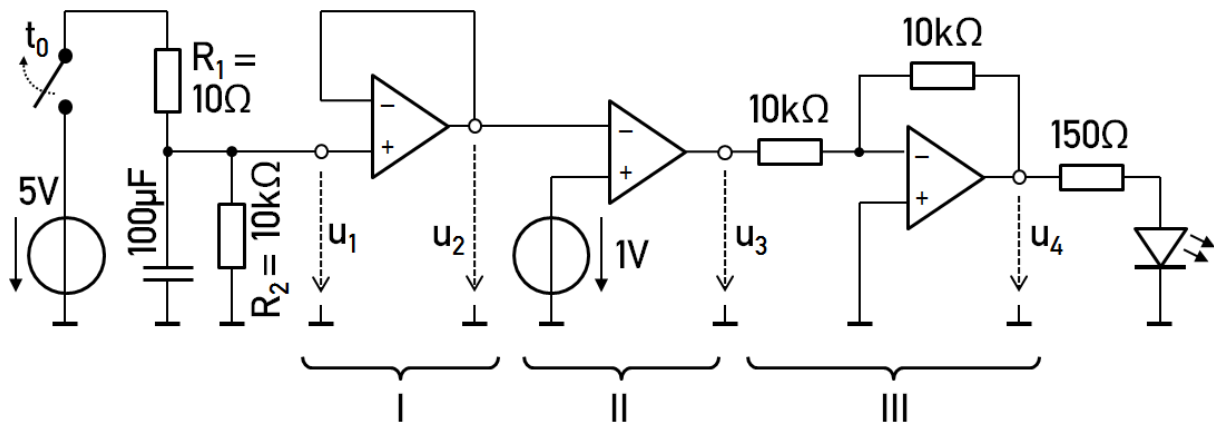 t0
R1 =
10Ω
5V
100µF
R2 = 10kΩ
u1
−
+
u2
−
+
1V
u3
10kΩ
10kΩ
−
+
u4
150Ω
I
II
III